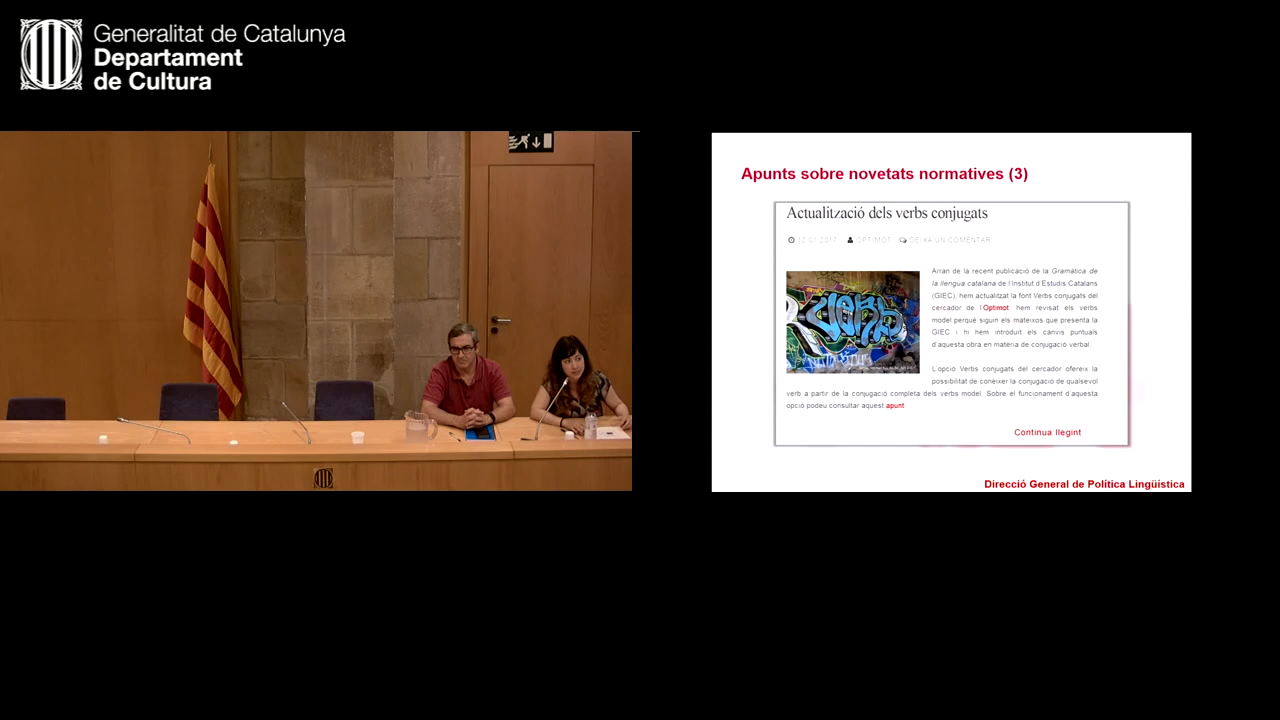 Generalitat de Catalunya
Departament
de Cultura
Apunts sobre novetats normatives (3)
Actualització dels verbs conjugats
12.01.2017 OPTIMOT DEIXA UN COMENTARI
Arran de la recent publicació de la Gramàtica de
la llengua catalana de l'Institut d'Estudis Catalans
(GIEC), hem actualitzat la font Verbs conjugats del
cercador de l'Optimot: hem revisat els verbs
model perquè siguin els mateixos que presenta la
GIEC i hi hem introduït els canvis puntuals
d'aquesta obra en matèria de conjugació verbal.
L'opció Verbs conjugats del cercador ofereix la
possibilitat de conèixer la conjugació de qualsevol
verb a partir de la conjugació completa dels verbs model. Sobre el funcionament d'aquesta
opció podeu consultar aquest apunt.
Continua llegint
Direcció General de Política Lingüística